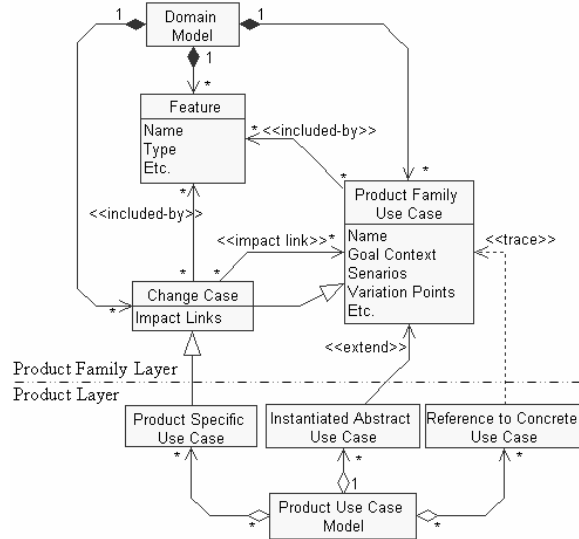 1 Domain 1
Model
1
* Feature
Name
Type
Etc.
* <<included-by>>
* *
Product Family
Use Case
Name
Goal Context
Senarios
Variation Points
Etc.
*
<<included-by>>
<<impact link>> *
<<trace>>
* *
* Change Case
Impact Links
<<extend>>
Product Family Layer
Product Layer
Product Specific
Use Case
Instantiated Abstract
Use Case
Reference to Concrete
Use Case
* * *
1
* Product Use Case *
Model